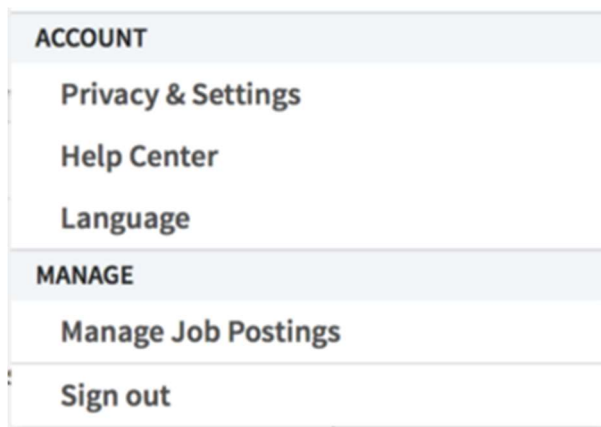 ACCOUNT
Privacy & Settings
Help Center
Language
MANAGE
Manage Job Postings
Sign out